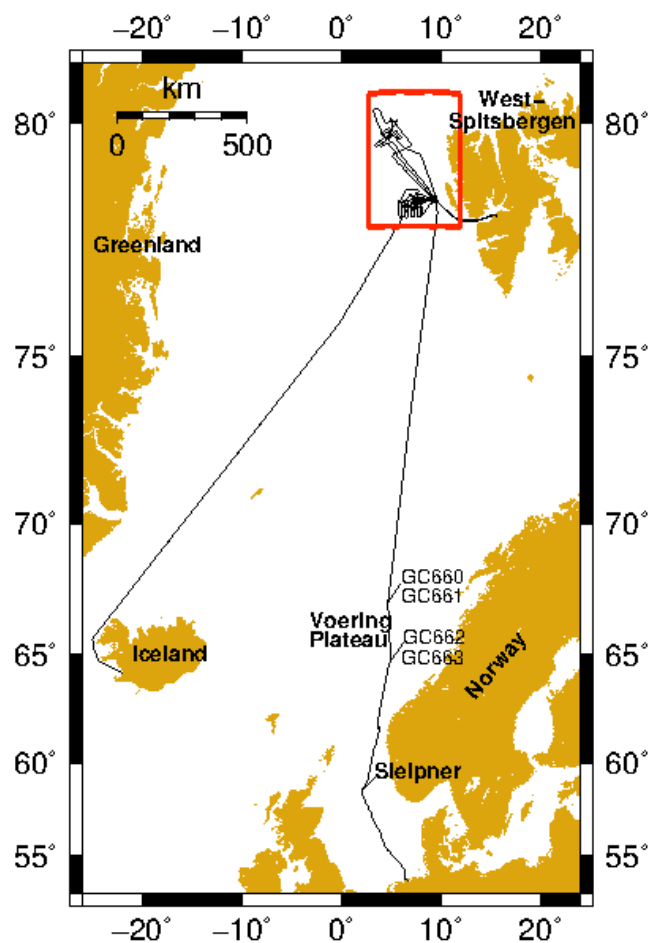 −20° −10° 0° 10° 20°
km
0 500
West−
Spitsbergen
80° 80°
Greenland
75° 75°
70° 70°
GC660
GC661
Voering
Plateau
GC662
GC663
65° 65°
Iceland
Norway
60° 60°
Sleipner
55° 55°
−20° −10° 0° 10° 20°